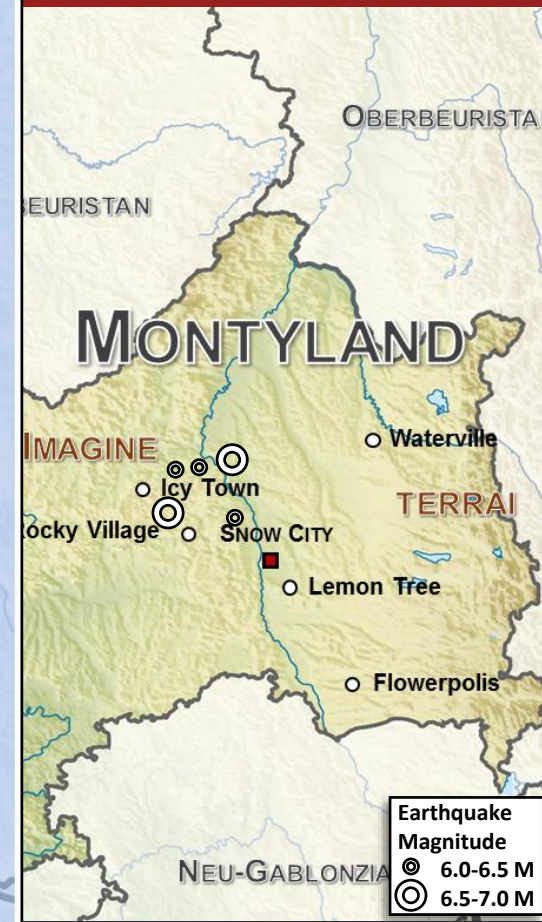 OBERBEURISTA
BEURISTAN
MONTYLAND
IMAGINE
Waterville
Icy Town
TERRAI
Rocky Village
SNOW CITY
Lemon Tree
Flowerpolis
NEU-GABLONZIA
Earthquake
Magnitude
6.0-6.5 M
6.5-7.0 M